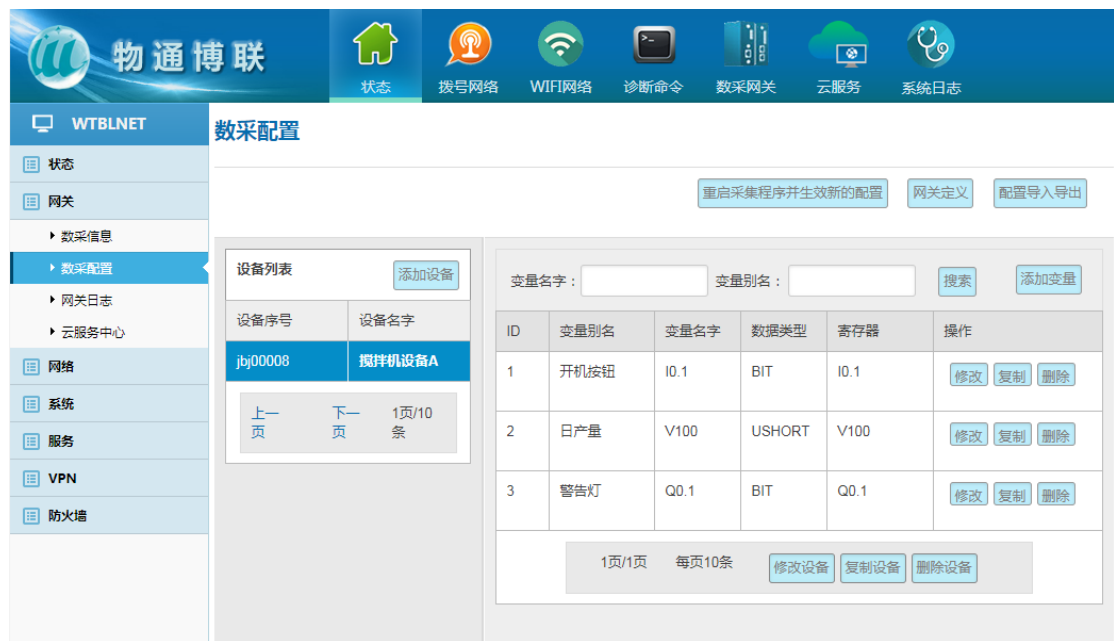 物通博联
状态
拨号网络
WIFI网络
诊断命令
数采网关
云服务
系统日志
WTBLNET
状态
网关
数采信息
数采配置
网关日志
云服务中心
网络
系统
服务
VPN
防火墙
数采配置
重启采集程序并生效新的配置 网关定义 配置导入导出
设备列表 添加设备
设备序号 设备名字
jbj00008 搅拌机设备A
上一页 下一页 1页/10条
变量名字： 变量别名： 搜索 添加变量
ID 变量别名 变量名字 数据类型 寄存器 操作
1 开机按钮 I0.1 BIT I0.1 修改 复制 删除
2 日产量 V100 USHORT V100 修改 复制 删除
3 警告灯 Q0.1 BIT Q0.1 修改 复制 删除
1页/1页 每页10条 修改设备 复制设备 删除设备